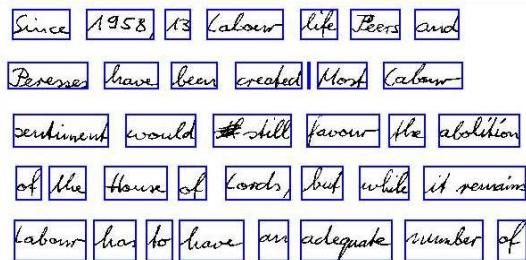 Since 1958, 13 Labour life Peers and
Peresses have been created Most Labour
sentiment would still favour the abolition
of the House of Lords, but while it remains
Labour has to have an adequate number of